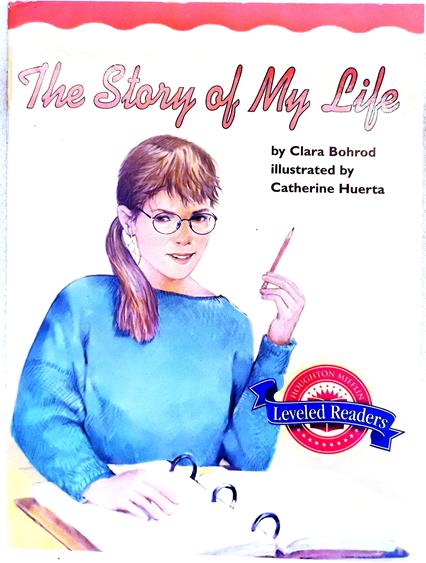 The Story of My Life
by Clara Bohrod
illustrated by
Catherine Huerta
HOUGHTON MIFFLIN
Leveled Readers